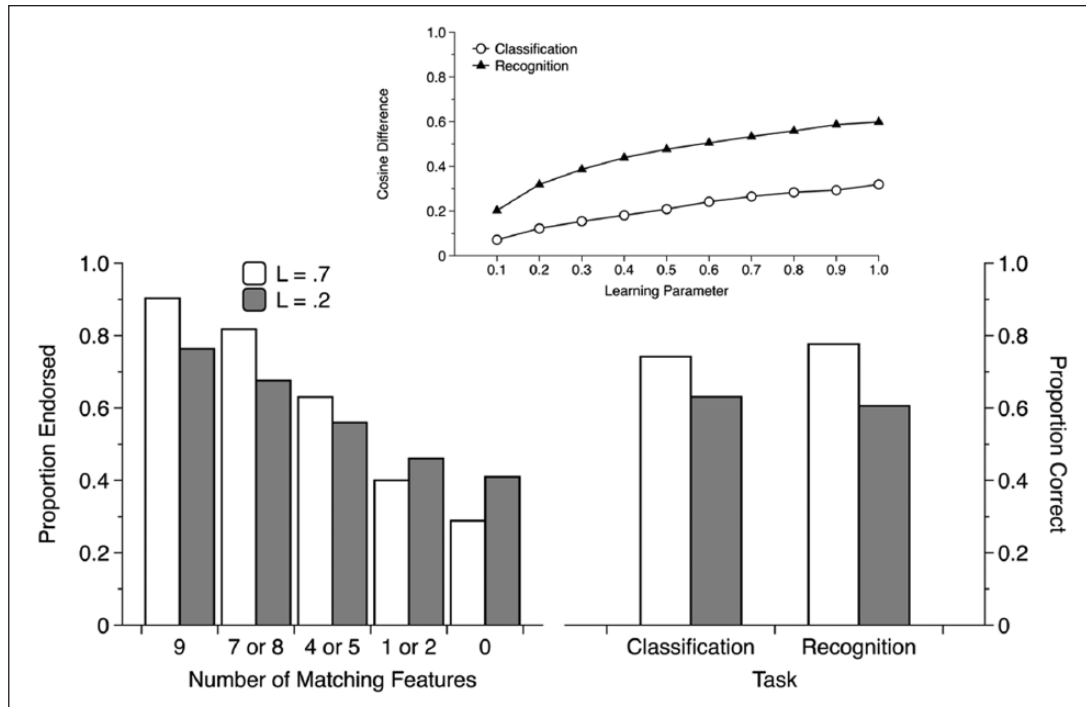 1.0
0.8
0.6
0.4
0.2
0
Cosine Difference
Classification
Recognition
0.1 0.2 0.3 0.4 0.5 0.6 0.7 0.8 0.9 1.0
Learning Parameter
1.0
0.8
0.6
0.4
0.2
0
Proportion Endorsed
L = .7
L = .2
9 7 or 8 4 or 5 1 or 2 0
Number of Matching Features
Classification Recognition
Task
1.0
0.8
0.6
0.4
0.2
0
Proportion Correct